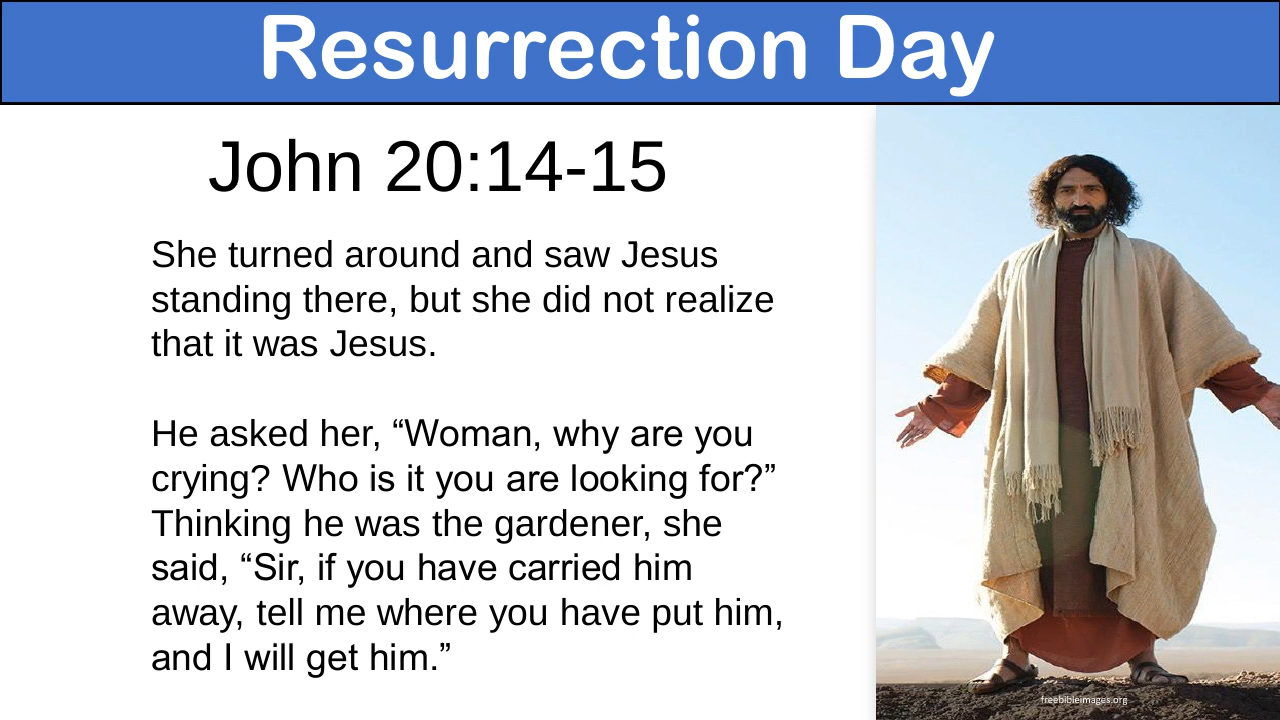 Resurrection Day
John 20:14-15
She turned around and saw Jesus
standing there, but she did not realize
that it was Jesus.
He asked her, “Woman, why are you
crying? Who is it you are looking for?”
Thinking he was the gardener, she
said, “Sir, if you have carried him
away, tell me where you have put him,
and I will get him.”
freebibleimages.org